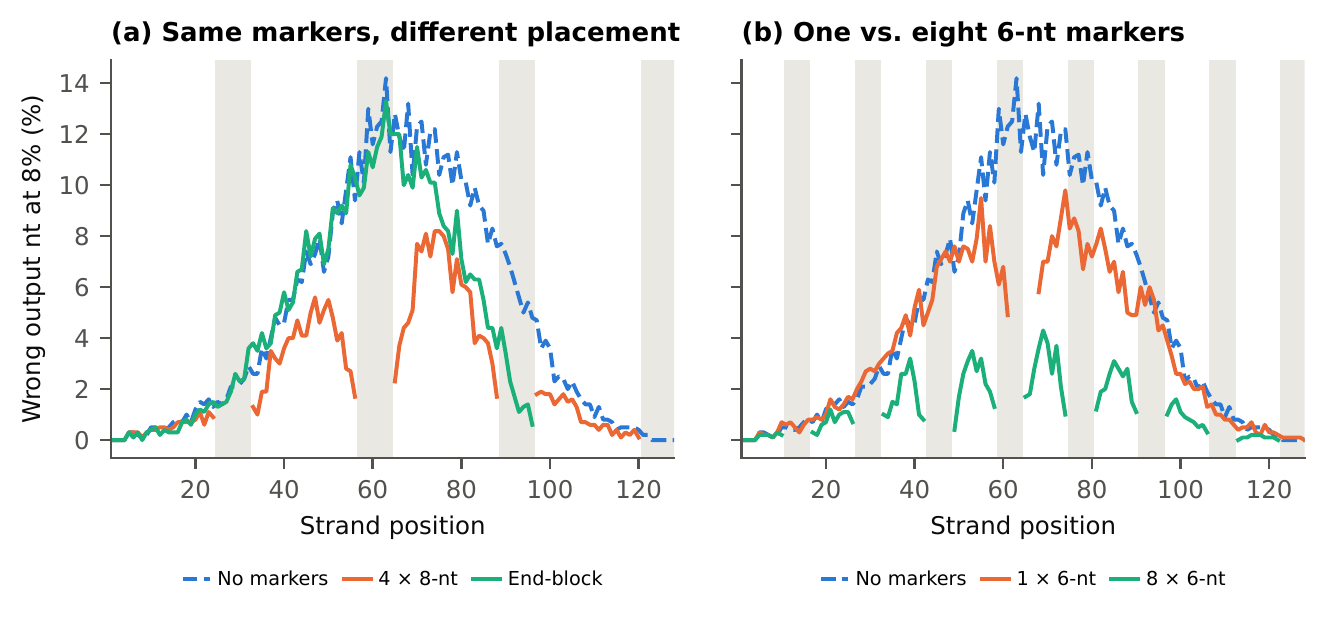 (a) Same markers, different placement
(b) One vs. eight 6-nt markers
Wrong output nt at 8% (%)
14
12
10
8
6
4
2
0
20 40 60 80 100 120
20 40 60 80 100 120
Strand position
Strand position
No markers 4 × 8-nt End-block
No markers 1 × 6-nt 8 × 6-nt